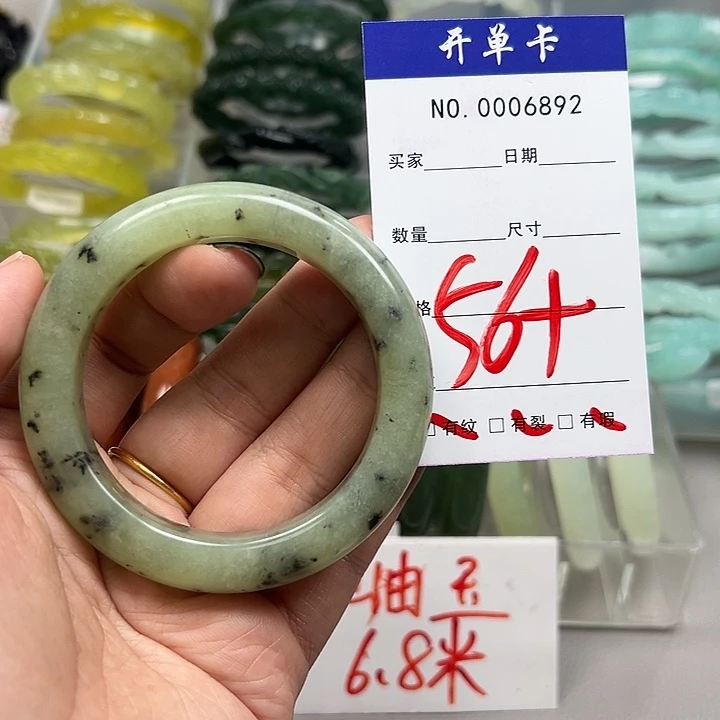 开单卡
NO. 0006892
买家 日期
数量 尺寸
格 56+
□有纹 □有裂 □有瑕
岫玉
6.8米